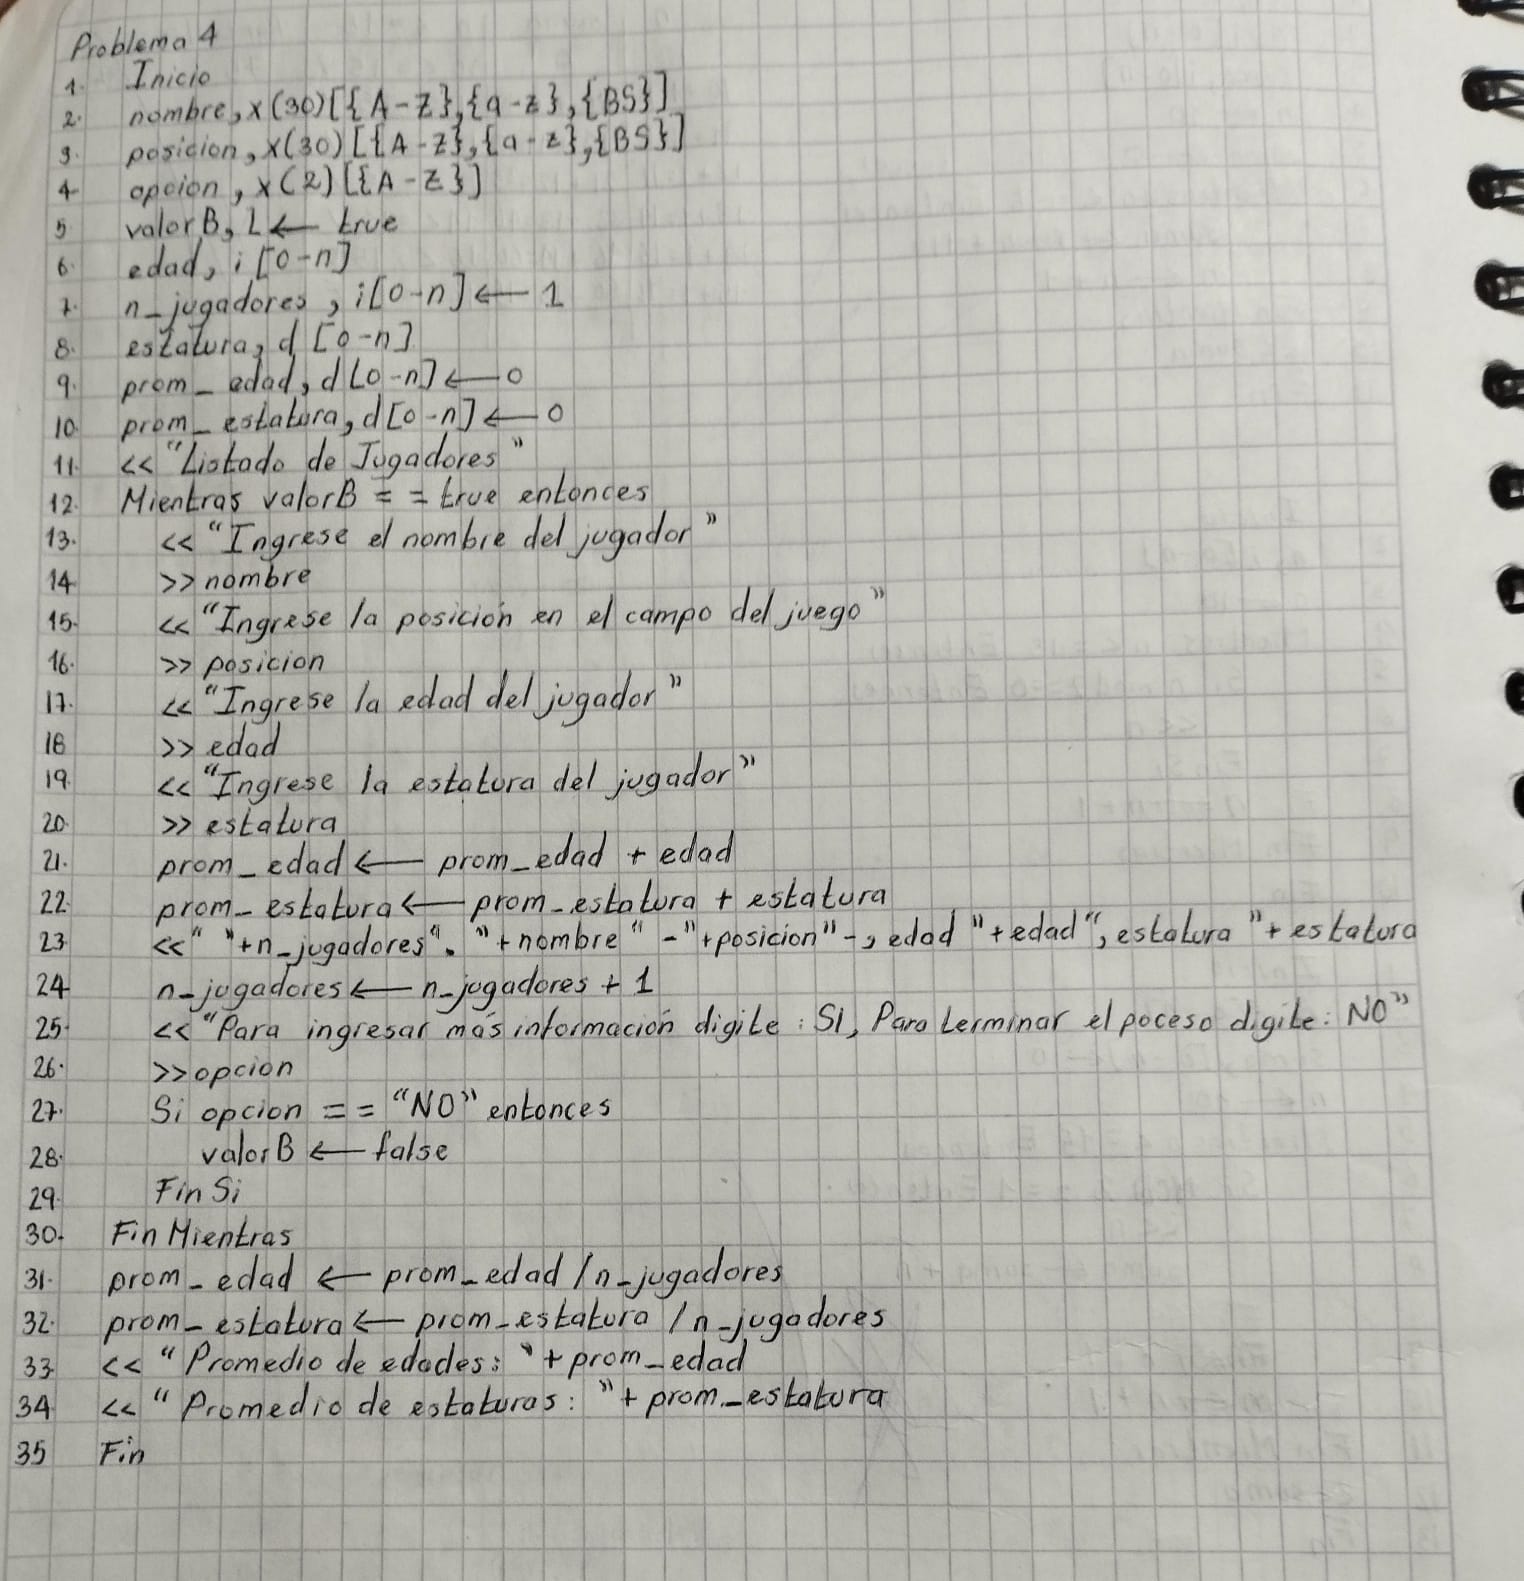 Problema 4
1. Inicio
2. nombre, x(30)[{A-Z},{a-z},{BS}]
3. posicion, x(30)[{A-Z},{a-z},{BS}]
4. opcion, x(2)[{A-Z}]
5 valorB, L ← true
6. edad, i [0-n]
7. n_jugadores, i[0-n] ← 1
8. estatura, d [0-n]
9. prom_edad, d[0-n] ← 0
10. prom_estatura, d[0-n] ← 0
11. << "Listado de Jugadores"
12. Mientras valorB == true entonces
13. << "Ingrese el nombre del jugador"
14 >> nombre
15. << "Ingrese la posición en el campo del juego"
16. >> posicion
17. << "Ingrese la edad del jugador"
18 >> edad
19. << "Ingrese la estatura del jugador"
20. >> estatura
21. prom_edad ← prom_edad + edad
22. prom_estatura ← prom_estatura + estatura
23 << " "+n_jugadores". "+nombre" -"+posicion"-, edad "+edad", estatura "+estatura
24 n_jugadores ← n_jugadores + 1
25. << "Para ingresar más información digite: SI, Para terminar el poceso digite: NO"
26. >> opcion
27. Si opcion == "NO" entonces
28. valorB ← false
29. Fin Si
30. Fin Mientras
31. prom_edad ← prom_edad / n_jugadores
32. prom_estatura ← prom_estatura / n_jugadores
33 << "Promedio de edades: "+ prom_edad
34 << "Promedio de estaturas: "+ prom_estatura
35 Fin